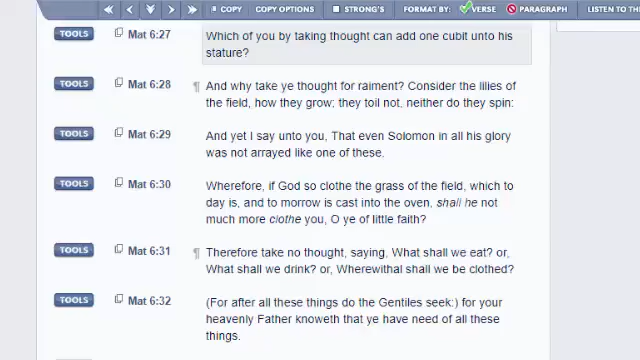 COPY COPY OPTIONS STRONG'S FORMAT BY: VERSE PARAGRAPH LISTEN TO THE
TOOLS Mat 6:27 Which of you by taking thought can add one cubit unto his
stature?
TOOLS Mat 6:28 ¶ And why take ye thought for raiment? Consider the lilies of
the field, how they grow; they toil not, neither do they spin:
TOOLS Mat 6:29 And yet I say unto you, That even Solomon in all his glory
was not arrayed like one of these.
TOOLS Mat 6:30 Wherefore, if God so clothe the grass of the field, which to
day is, and to morrow is cast into the oven, shall he not
much more clothe you, O ye of little faith?
TOOLS Mat 6:31 ¶ Therefore take no thought, saying, What shall we eat? or,
What shall we drink? or, Wherewithal shall we be clothed?
TOOLS Mat 6:32 (For after all these things do the Gentiles seek:) for your
heavenly Father knoweth that ye have need of all these
things.